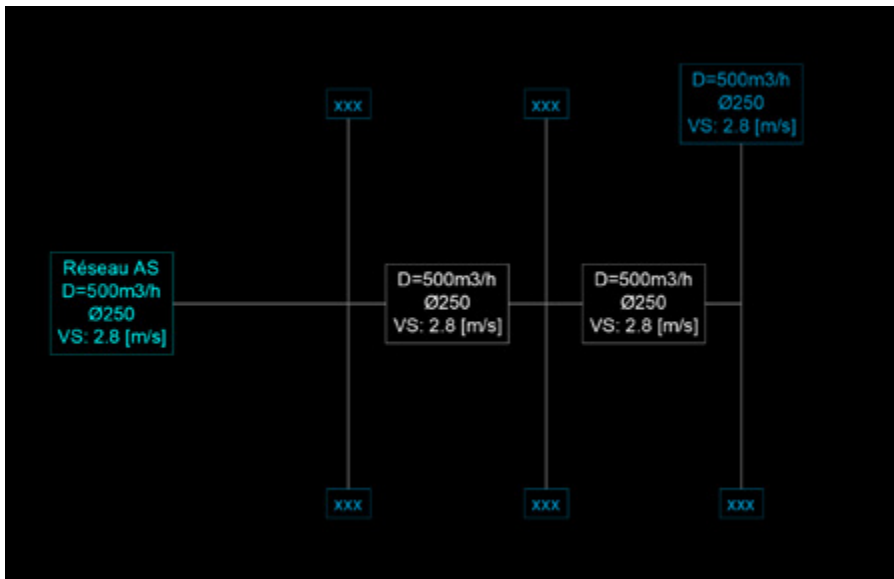 D=500m3/h
Ø250
VS: 2.8 [m/s]
xxx
xxx
Réseau AS
D=500m3/h
Ø250
VS: 2.8 [m/s]
D=500m3/h
Ø250
VS: 2.8 [m/s]
D=500m3/h
Ø250
VS: 2.8 [m/s]
xxx
xxx
xxx